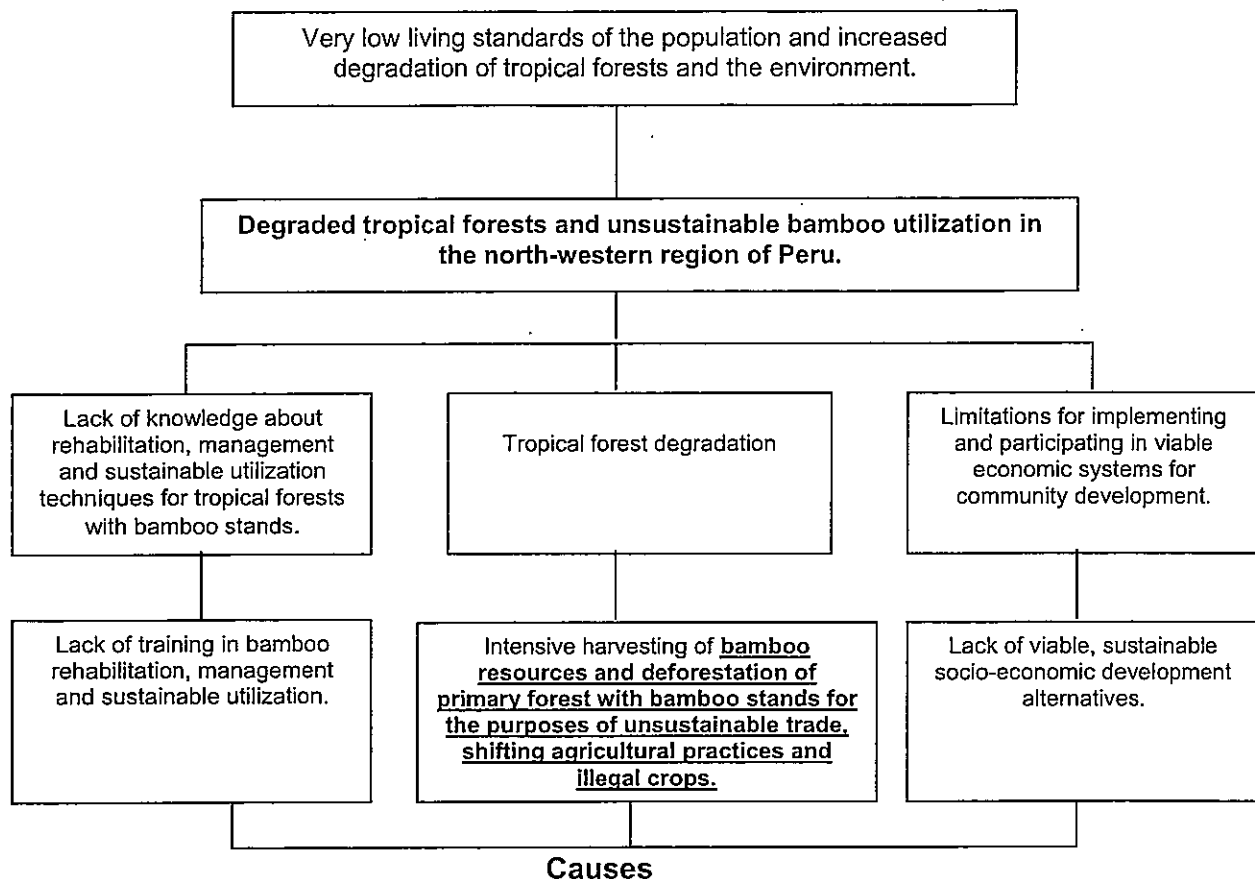 Very low living standards of the population and increased
degradation of tropical forests and the environment.
Degraded tropical forests and unsustainable bamboo utilization in
the north-western region of Peru.
Lack of knowledge about
rehabilitation, management
and sustainable utilization
techniques for tropical forests
with bamboo stands.
Tropical forest degradation
Limitations for implementing
and participating in viable
economic systems for
community development.
Lack of training in bamboo
rehabilitation, management
and sustainable utilization.
Intensive harvesting of bamboo
resources and deforestation of
primary forest with bamboo stands for
the purposes of unsustainable trade,
shifting agricultural practices and
illegal crops.
Lack of viable, sustainable
socio-economic development
alternatives.
Causes